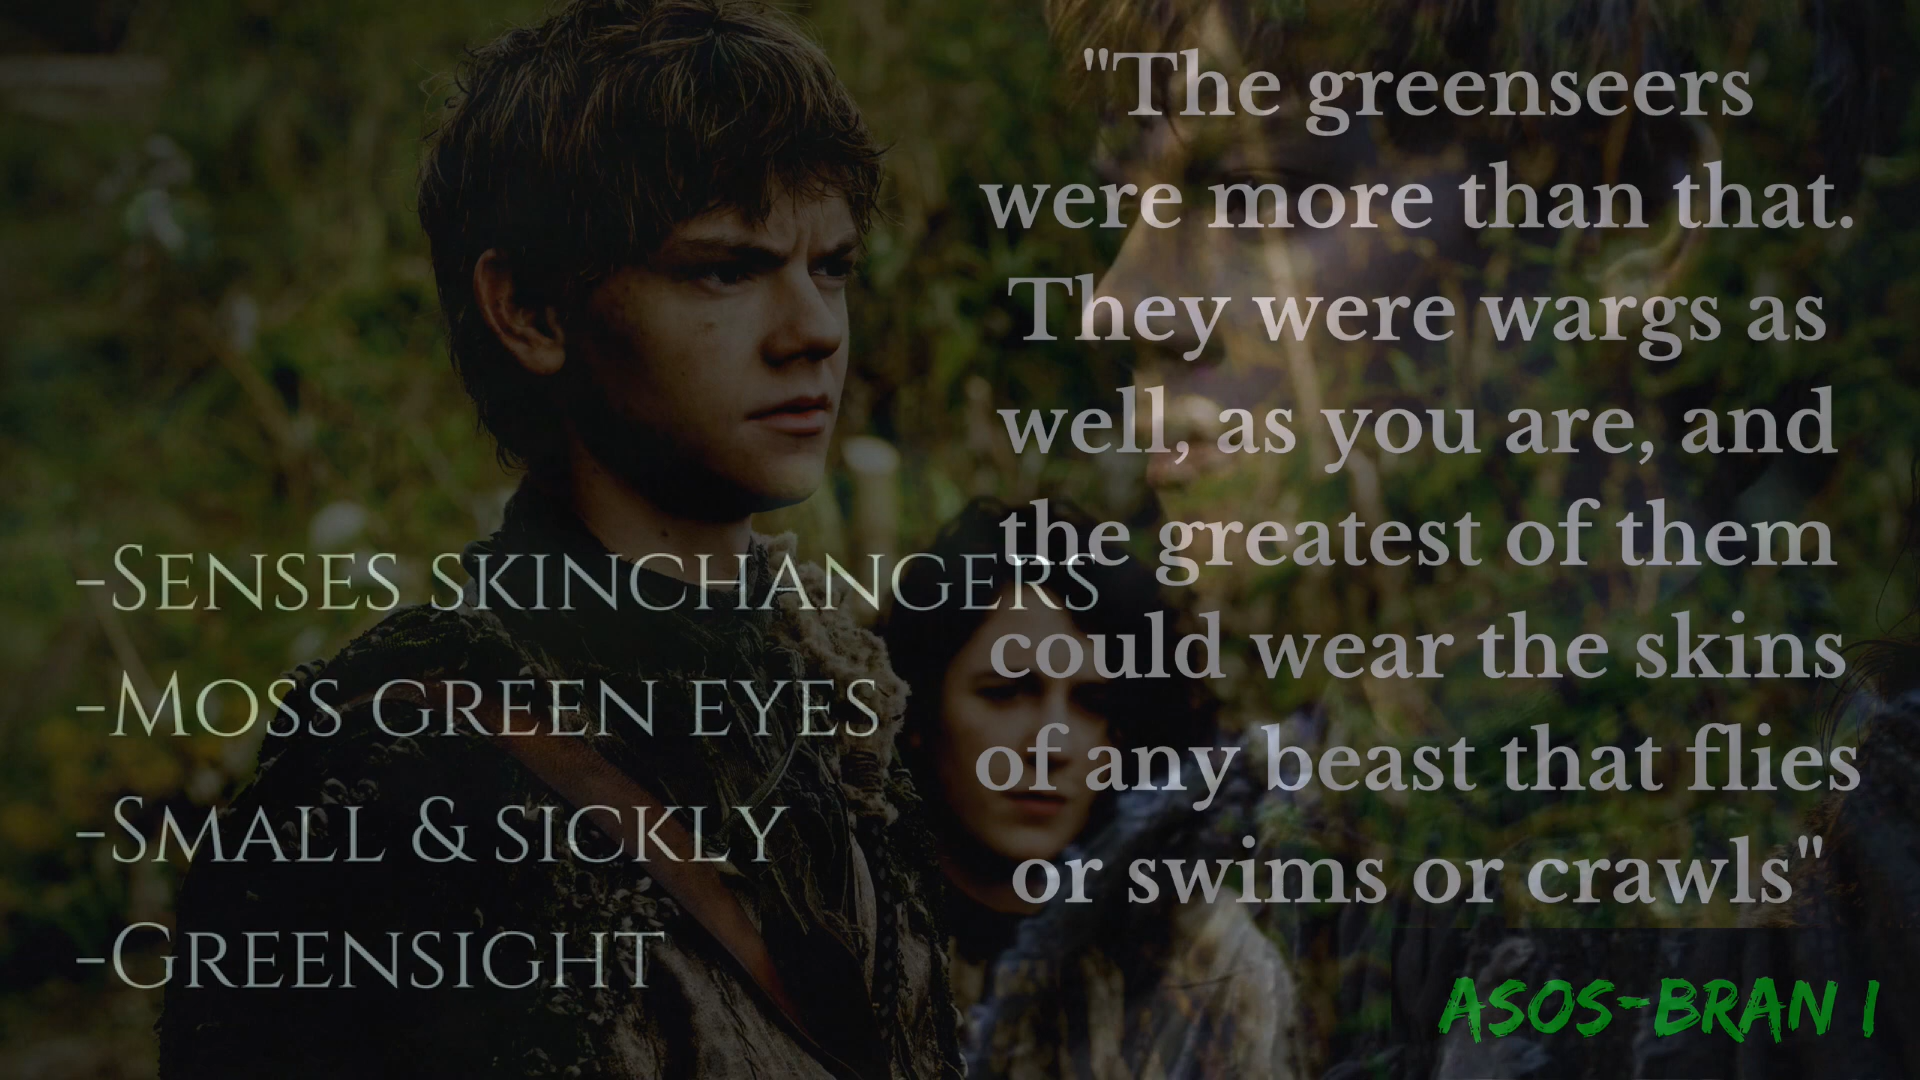 "The greenseers
were more than that.
They were wargs as
well, as you are, and
the greatest of them
could wear the skins
of any beast that flies
or swims or crawls"
-Senses skinchangers
-Moss green eyes
-Small & sickly
-Greensight
ASOS-BRAN I